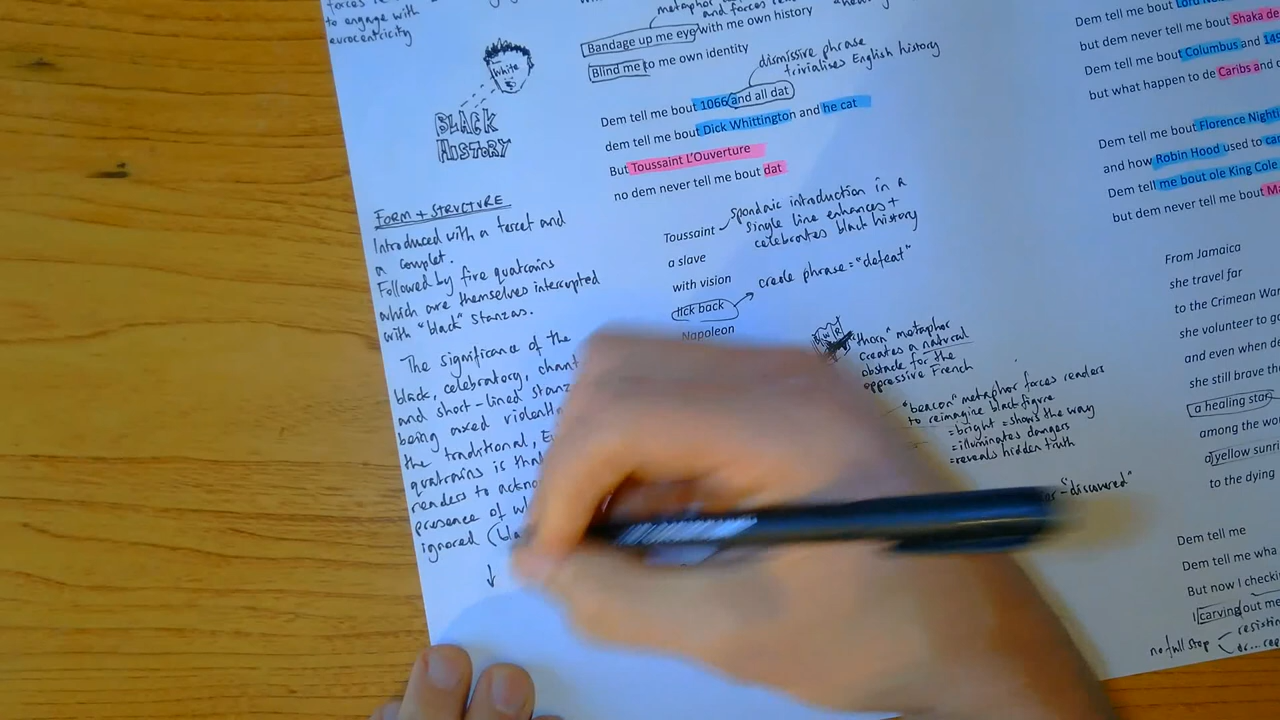 to engage with
eurocentricity
white
BLACK
HISTORY
FORM + STRUCTURE
Introduced with a tercet and
a couplet.
Followed by five quatrains
which are themselves interrupted
with "black" stanzas.
The significance of the
black, celebratory, chant
and short-lined stanz
being axed violent
the traditional, E
quatrains is tha
readers to ackno
presence of w
ignored (bla
↓
metaphor
and forces re
Bandage up me eye with me own history
Blind me to me own identity
dismissive phrase
trivialises English history
Dem tell me bout 1066 and all dat
dem tell me bout Dick Whittington and he cat
But Toussaint L'Ouverture
no dem never tell me bout dat
Toussaint
spondaic introduction in a
single line enhances +
celebrates black history
a slave
with vision
lick back
creole phrase = "defeat"
Napoleon
"thorn" metaphor
creates a natural
obstacle for the
oppressive French
"beacon" metaphor forces readers
to reimagine black figure
= bright = shows the way
= illuminates dangers
= reveals hidden truth
"discovered"
Dem tell me bout
but dem never tell me bout Shaka de
Dem tell me bout Columbus and 149
but what happen to de Caribs and
Dem tell me bout Florence Nighti
and how Robin Hood used to ca
Dem tell me bout ole King Cole
but dem never tell me bout Ma
From Jamaica
she travel far
to the Crimean War
she volunteer to go
and even when de
she still brave th
a healing star
among the wo
a yellow sunri
to the dying
Dem tell me
Dem tell me wha
But now I checki
I carving out me
no full stop
resistin